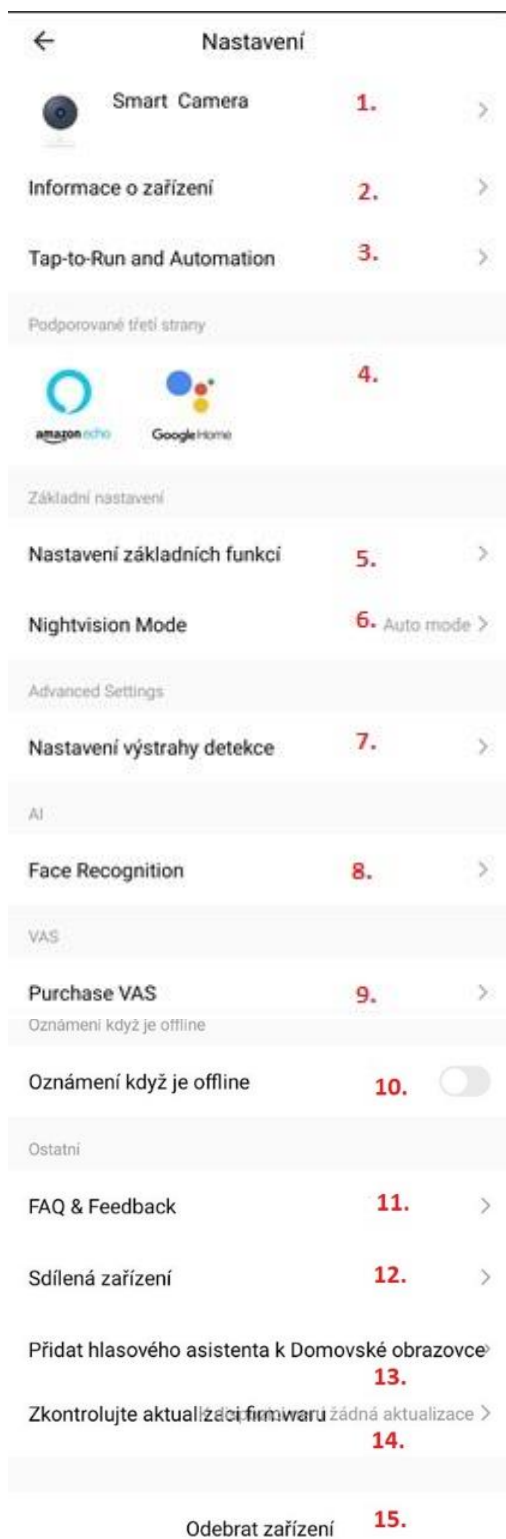 Nastavení
Smart Camera 1.
Informace o zařízení 2.
Tap-to-Run and Automation 3.
Podporované třetí strany
4.
amazon echo Google Home
Základní nastavení
Nastavení základních funkcí 5.
Nightvision Mode 6. Auto mode
Advanced Settings
Nastavení výstrahy detekce 7.
AI
Face Recognition 8.
VAS
Purchase VAS 9.
Oznámení když je offline
Oznámení když je offline 10.
Ostatní
FAQ & Feedback 11.
Sdílená zařízení 12.
Přidat hlasového asistenta k Domovské obrazovce
13.
Zkontrolujte aktualizaci firmwaru žádná aktualizace
14.
Odebrat zařízení 15.